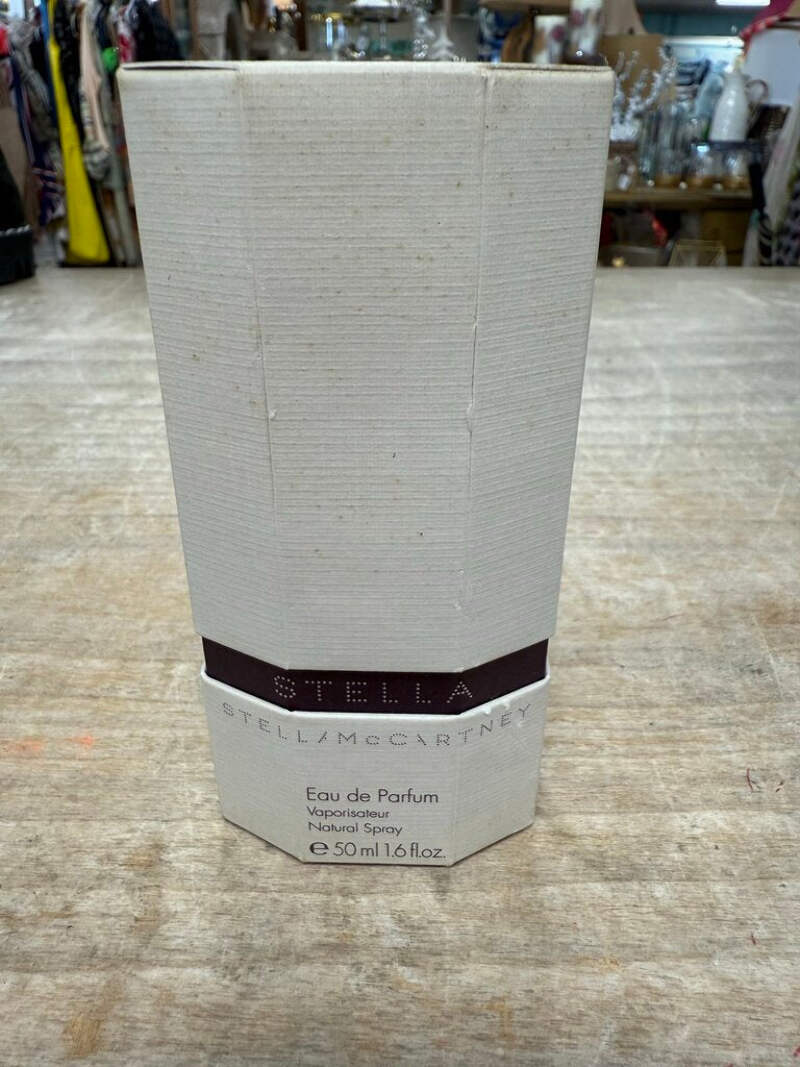 STELLA
STELLA McCARTNEY
Eau de Parfum
Vaporisateur
Natural Spray
℮ 50 ml 1.6 fl.oz.